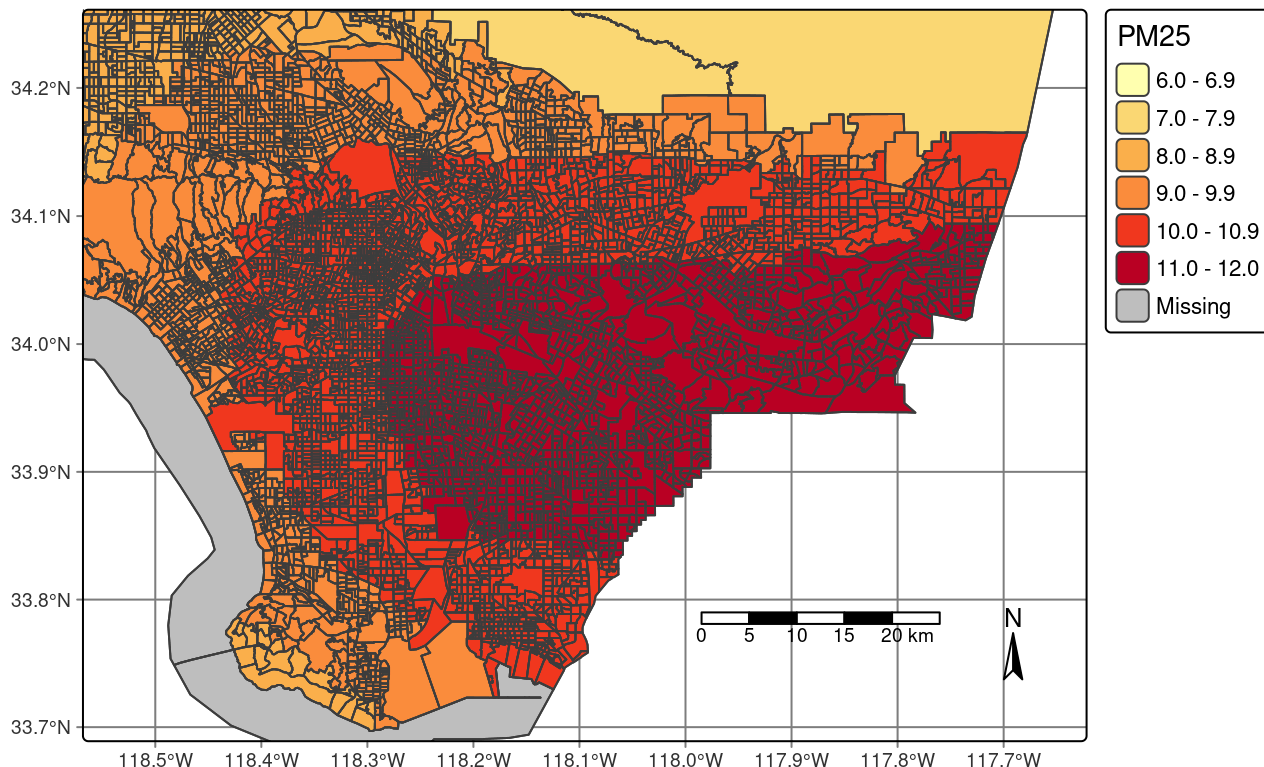 PM25
6.0 - 6.9
7.0 - 7.9
8.0 - 8.9
9.0 - 9.9
10.0 - 10.9
11.0 - 12.0
Missing
34.2°N
34.1°N
34.0°N
33.9°N
33.8°N
33.7°N
N
0 5 10 15 20 km
118.5°W 118.4°W 118.3°W 118.2°W 118.1°W 118.0°W 117.9°W 117.8°W 117.7°W